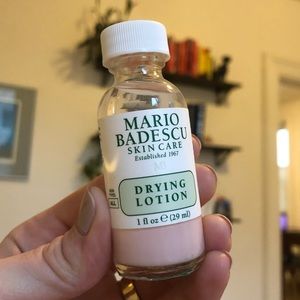 MARIO
BADESCU
SKIN CARE
Established 1967
DRYING
LOTION
1 fl oz ℮ (29 ml)